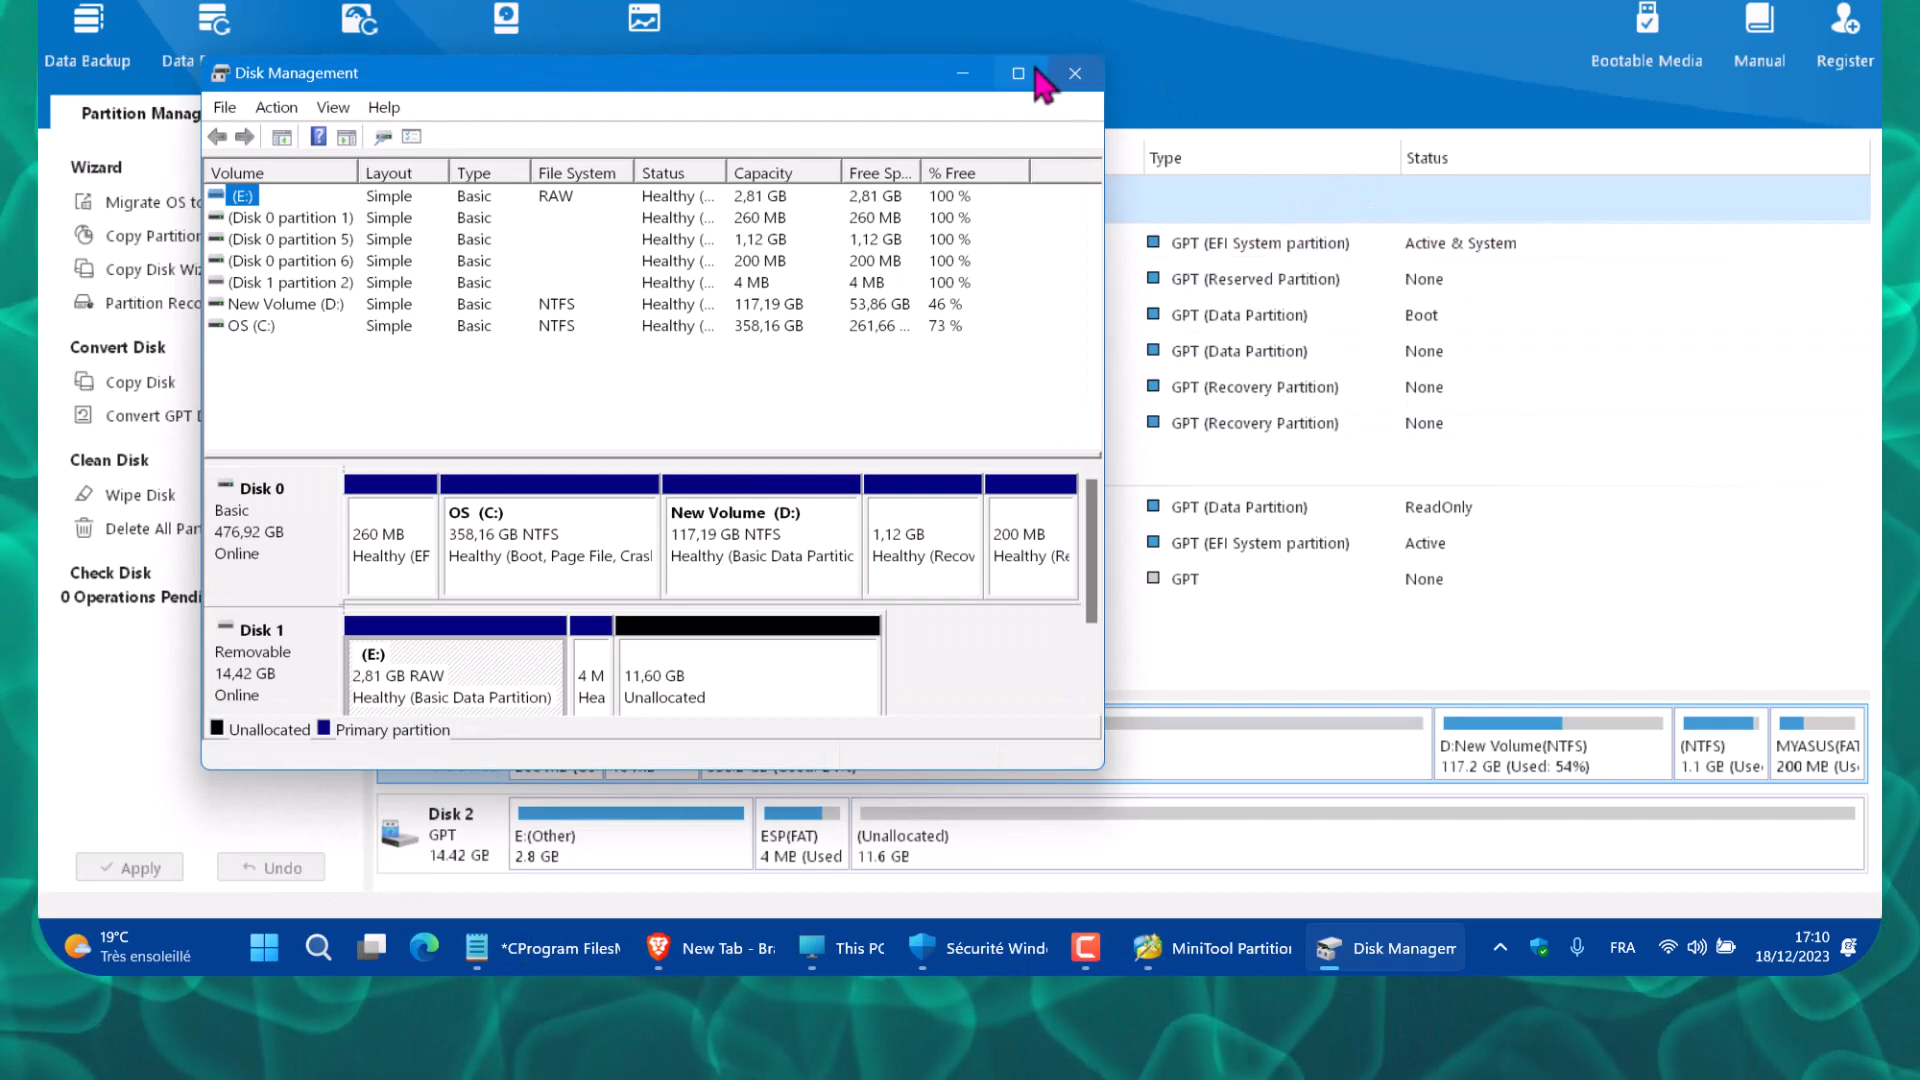 Data Backup
Bootable Media
Manual
Register
Disk Management
File Action View Help
Partition Manag
Wizard
Migrate OS to
Copy Partition
Copy Disk Wiz
Partition Reco
Convert Disk
Copy Disk
Convert GPT D
Clean Disk
Wipe Disk
Delete All Par
Check Disk
0 Operations Pendi
Apply
Undo
Volume Layout Type File System Status Capacity Free Sp... % Free
(E:) Simple Basic RAW Healthy (... 2,81 GB 2,81 GB 100 %
(Disk 0 partition 1) Simple Basic Healthy (... 260 MB 260 MB 100 %
(Disk 0 partition 5) Simple Basic Healthy (... 1,12 GB 1,12 GB 100 %
(Disk 0 partition 6) Simple Basic Healthy (... 200 MB 200 MB 100 %
(Disk 1 partition 2) Simple Basic Healthy (... 4 MB 4 MB 100 %
New Volume (D:) Simple Basic NTFS Healthy (... 117,19 GB 53,86 GB 46 %
OS (C:) Simple Basic NTFS Healthy (... 358,16 GB 261,66 ... 73 %
Disk 0
Basic
476,92 GB
Online
260 MB
Healthy (EF
OS (C:)
358,16 GB NTFS
Healthy (Boot, Page File, Crasl
New Volume (D:)
117,19 GB NTFS
Healthy (Basic Data Partitic
1,12 GB
Healthy (Recov
200 MB
Healthy (Re
Disk 1
Removable
14,42 GB
Online
(E:)
2,81 GB RAW
Healthy (Basic Data Partition)
4 M
Hea
11,60 GB
Unallocated
Unallocated Primary partition
Type Status
GPT (EFI System partition) Active & System
GPT (Reserved Partition) None
GPT (Data Partition) Boot
GPT (Data Partition) None
GPT (Recovery Partition) None
GPT (Recovery Partition) None
GPT (Data Partition) ReadOnly
GPT (EFI System partition) Active
GPT None
D:New Volume(NTFS)
117.2 GB (Used: 54%)
(NTFS)
1.1 GB (Use
MYASUS(FAT
200 MB (Us
Disk 2
GPT
14.42 GB
E:(Other)
2.8 GB
ESP(FAT)
4 MB (Used
(Unallocated)
11.6 GB
19°C
Très ensoleillé
*CProgram Files
New Tab - Bra
This PC
Sécurité Wind
MiniTool Partition
Disk Managem
FRA
17:10
18/12/2023